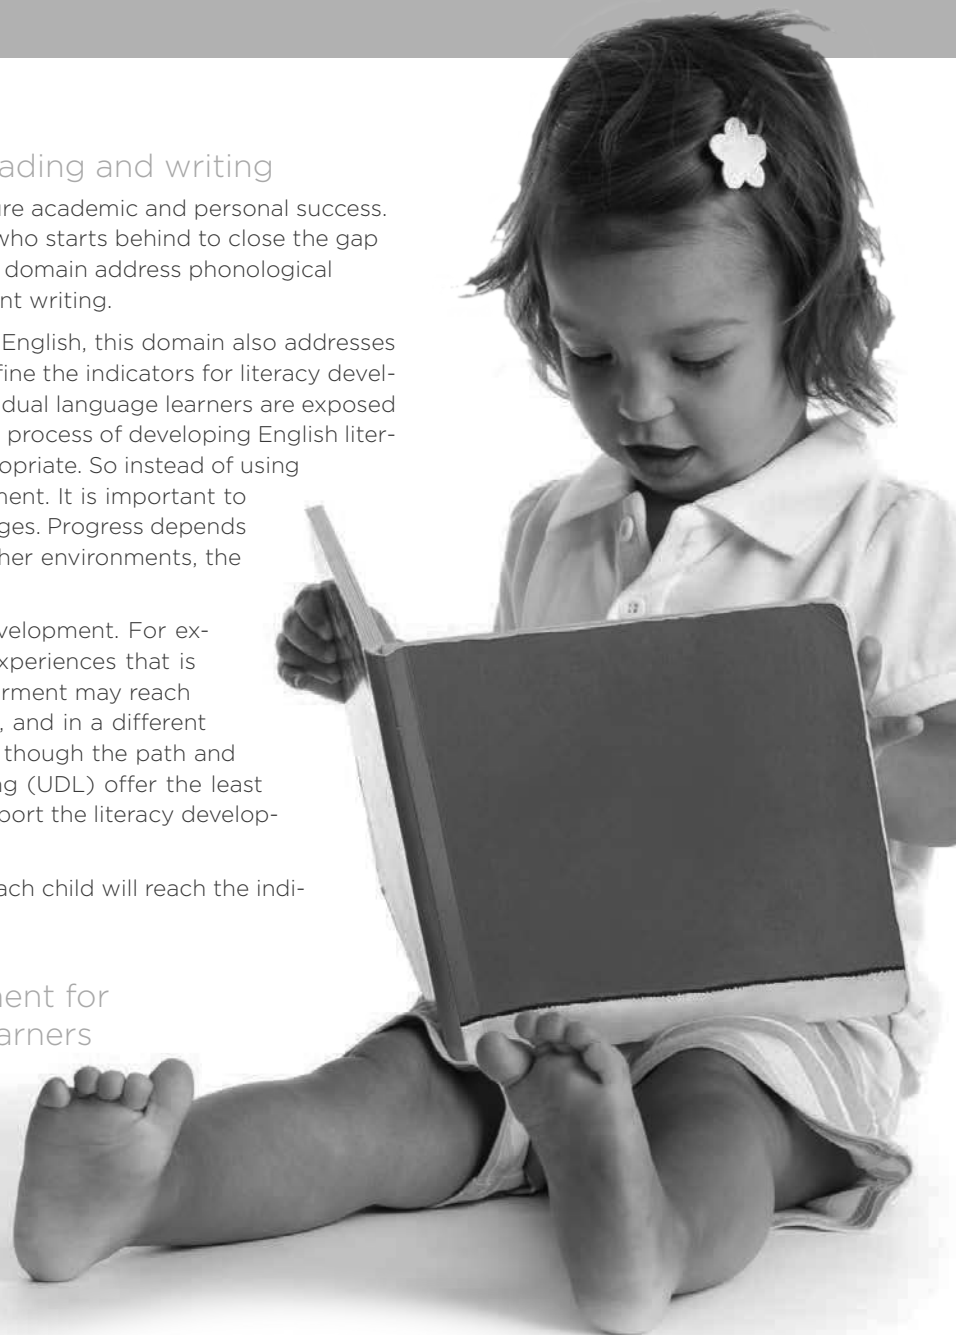 ading and writing
ure academic and personal success.
who starts behind to close the gap
domain address phonological
nt writing.
English, this domain also addresses
fine the indicators for literacy devel-
dual language learners are exposed
process of developing English liter-
opriate. So instead of using
ment. It is important to
ges. Progress depends
her environments, the
velopment. For ex-
xperiences that is
rment may reach
, and in a different
though the path and
ng (UDL) offer the least
port the literacy develop-
ach child will reach the indi-
nent for
arners